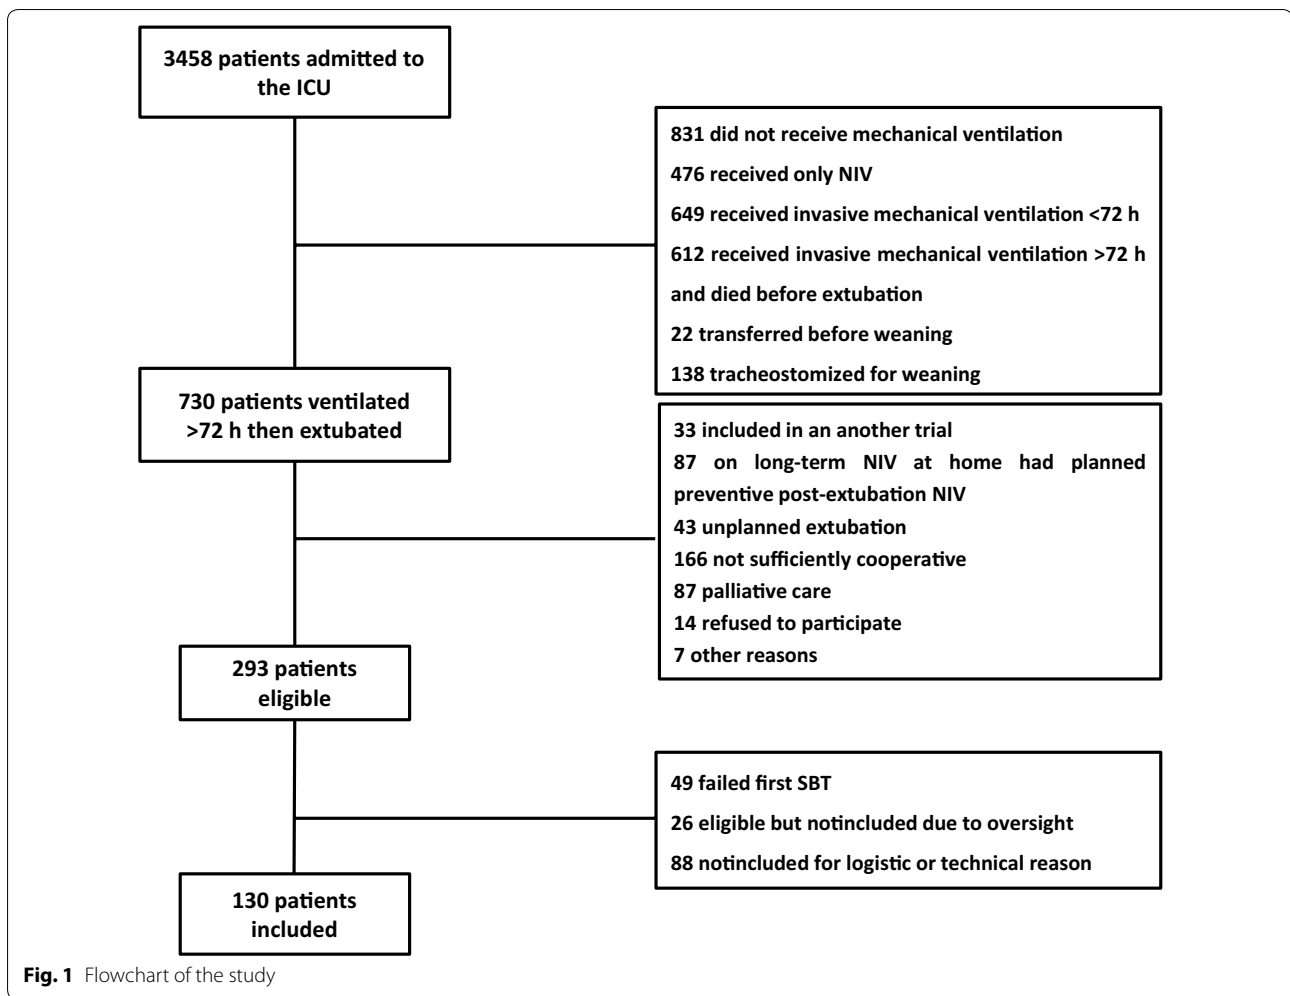 3458 patients admitted to
the ICU
831 did not receive mechanical ventilation
476 received only NIV
649 received invasive mechanical ventilation <72 h
612 received invasive mechanical ventilation >72 h
and died before extubation
22 transferred before weaning
138 tracheostomized for weaning
730 patients ventilated
>72 h then extubated
33 included in an another trial
87 on long-term NIV at home had planned
preventive post-extubation NIV
43 unplanned extubation
166 not sufficiently cooperative
87 palliative care
14 refused to participate
7 other reasons
293 patients
eligible
49 failed first SBT
26 eligible but notincluded due to oversight
88 notincluded for logistic or technical reason
130 patients
included
Fig. 1 Flowchart of the study